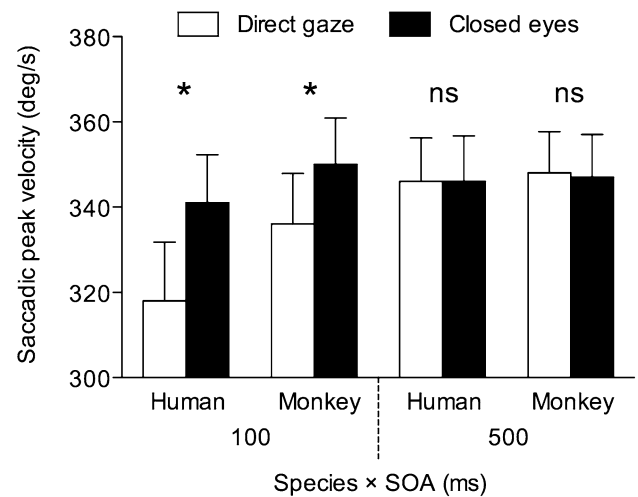 Direct gaze
Closed eyes
Saccadic peak velocity (deg/s)
380
360
340
320
300
* * ns ns
Human Monkey Human Monkey
100 500
Species × SOA (ms)